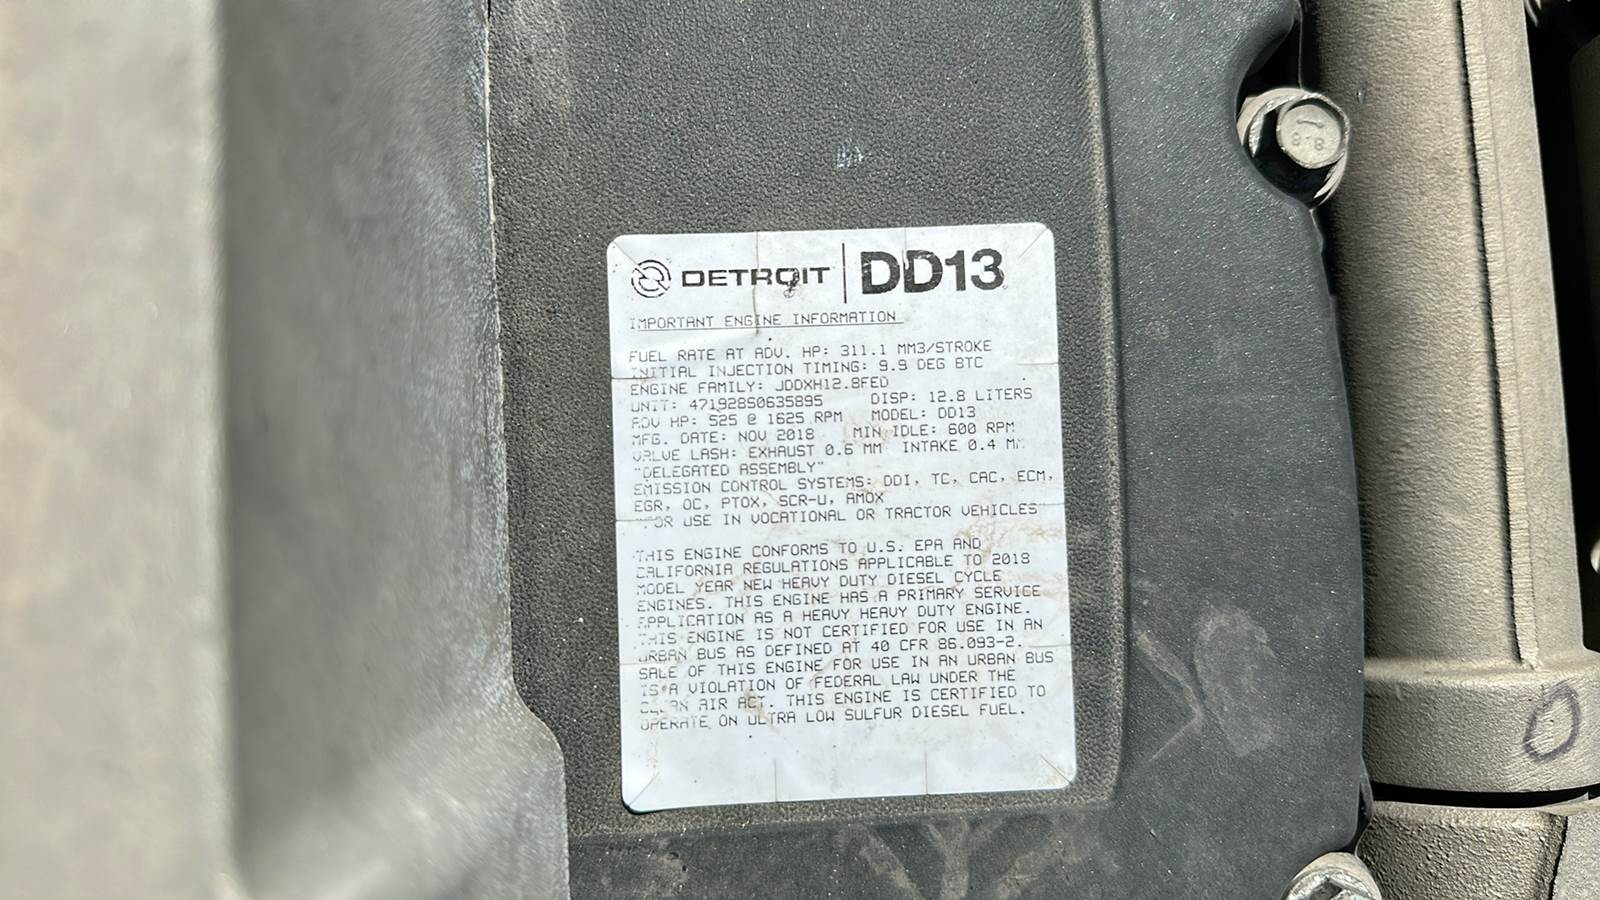 DETROIT DD13
IMPORTANT ENGINE INFORMATION
FUEL RATE AT ADV. HP: 311.1 MM3/STROKE
INITIAL INJECTION TIMING: 9.9 DEG BTC
ENGINE FAMILY: JDDXH12.8FED
UNIT: 471928S0635895 DISP: 12.8 LITERS
ADV HP: 525 @ 1625 RPM MODEL: DD13
MFG. DATE: NOV 2018 MIN IDLE: 600 RPM
VALVE LASH: EXHAUST 0.6 MM INTAKE 0.4 MM
"DELEGATED ASSEMBLY"
EMISSION CONTROL SYSTEMS: DDI, TC, CAC, ECM,
EGR, OC, PTOX, SCR-U, AMOX
"FOR USE IN VOCATIONAL OR TRACTOR VEHICLES"
THIS ENGINE CONFORMS TO U.S. EPA AND
CALIFORNIA REGULATIONS APPLICABLE TO 2018
MODEL YEAR NEW HEAVY DUTY DIESEL CYCLE
ENGINES. THIS ENGINE HAS A PRIMARY SERVICE
APPLICATION AS A HEAVY HEAVY DUTY ENGINE.
THIS ENGINE IS NOT CERTIFIED FOR USE IN AN
URBAN BUS AS DEFINED AT 40 CFR 86.093-2.
SALE OF THIS ENGINE FOR USE IN AN URBAN BUS
IS A VIOLATION OF FEDERAL LAW UNDER THE
CLEAN AIR ACT. THIS ENGINE IS CERTIFIED TO
OPERATE ON ULTRA LOW SULFUR DIESEL FUEL.
8.8
O